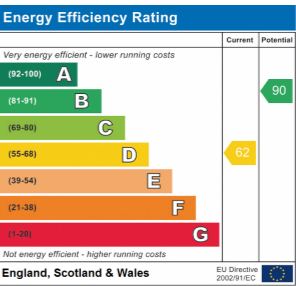 Energy Efficiency Rating
Current Potential
Very energy efficient - lower running costs
(92-100) A
(81-91) B
90
(69-80) C
(55-68) D
62
(39-54) E
(21-38) F
(1-20) G
Not energy efficient - higher running costs
England, Scotland & Wales
EU Directive
2002/91/EC